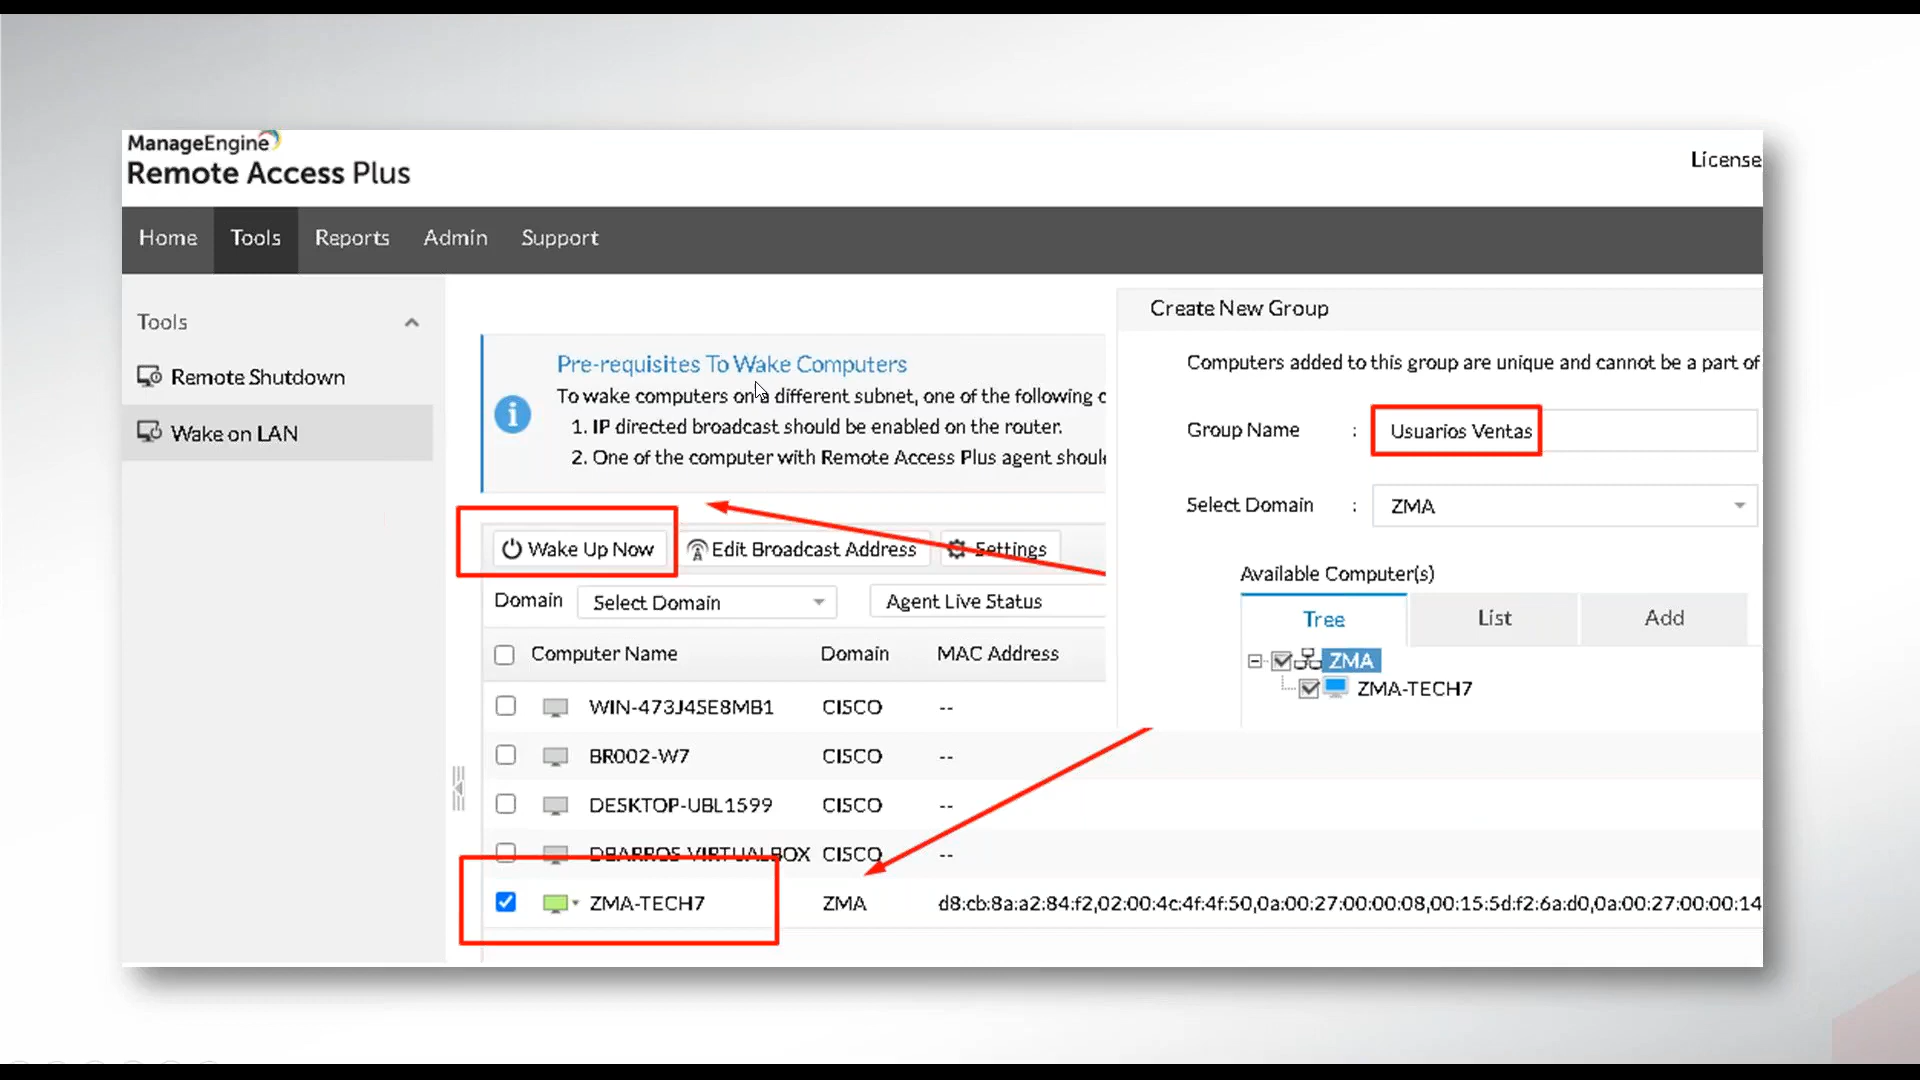 ManageEngine
Remote Access Plus
License
Home Tools Reports Admin Support
Tools
Remote Shutdown
Wake on LAN
Pre-requisites To Wake Computers
To wake computers on a different subnet, one of the following c
1. IP directed broadcast should be enabled on the router.
2. One of the computer with Remote Access Plus agent shoul
Wake Up Now Edit Broadcast Address Settings
Domain Select Domain Agent Live Status
Computer Name Domain MAC Address
WIN-473J45E8MB1 CISCO --
BR002-W7 CISCO --
DESKTOP-UBL1599 CISCO --
DBARROS-VIRTUALBOX CISCO --
ZMA-TECH7 ZMA d8:cb:8a:a2:84:f2,02:00:4c:4f:4f:50,0a:00:27:00:00:08,00:15:5d:f2:6a:d0,0a:00:27:00:00:14
Create New Group
Computers added to this group are unique and cannot be a part of
Group Name : Usuarios Ventas
Select Domain : ZMA
Available Computer(s)
Tree List Add
ZMA
ZMA-TECH7